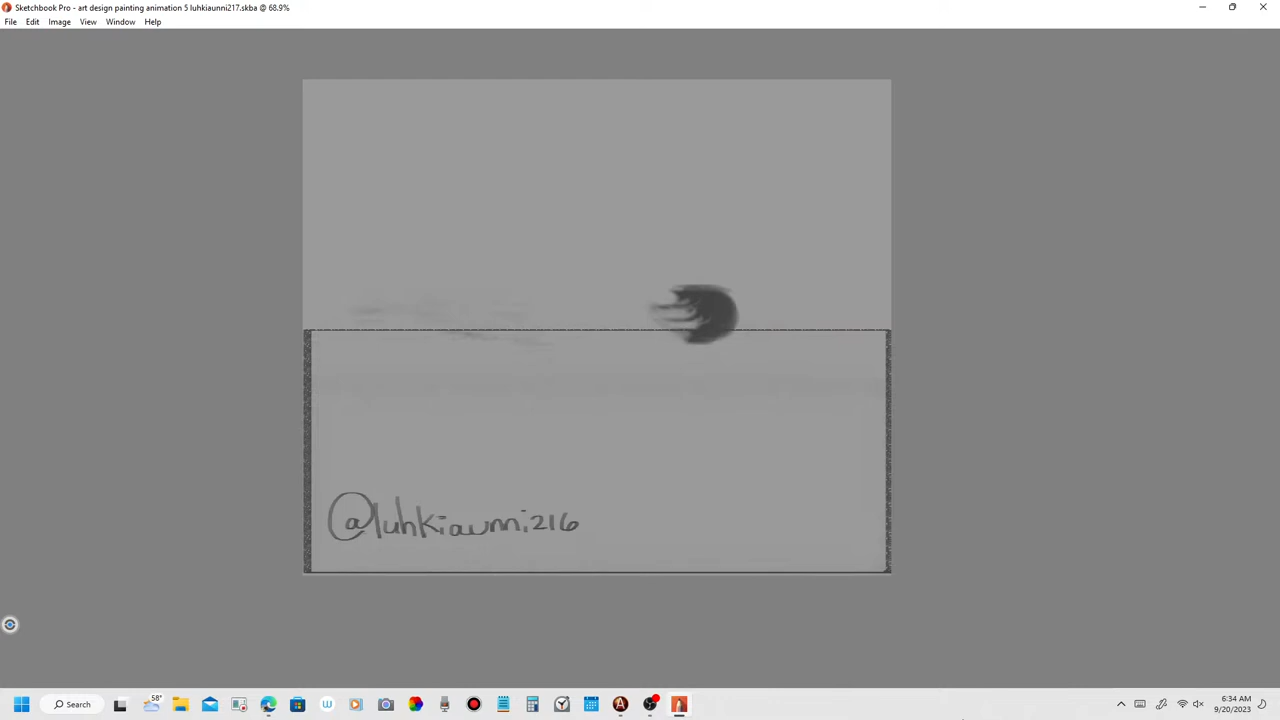 Sketchbook Pro - art design painting animation 5 luhkiaunni217.skba @ 68.9%
File Edit Image View Window Help
@luhkiaunni216
58°
Search
6:34 AM
9/20/2023